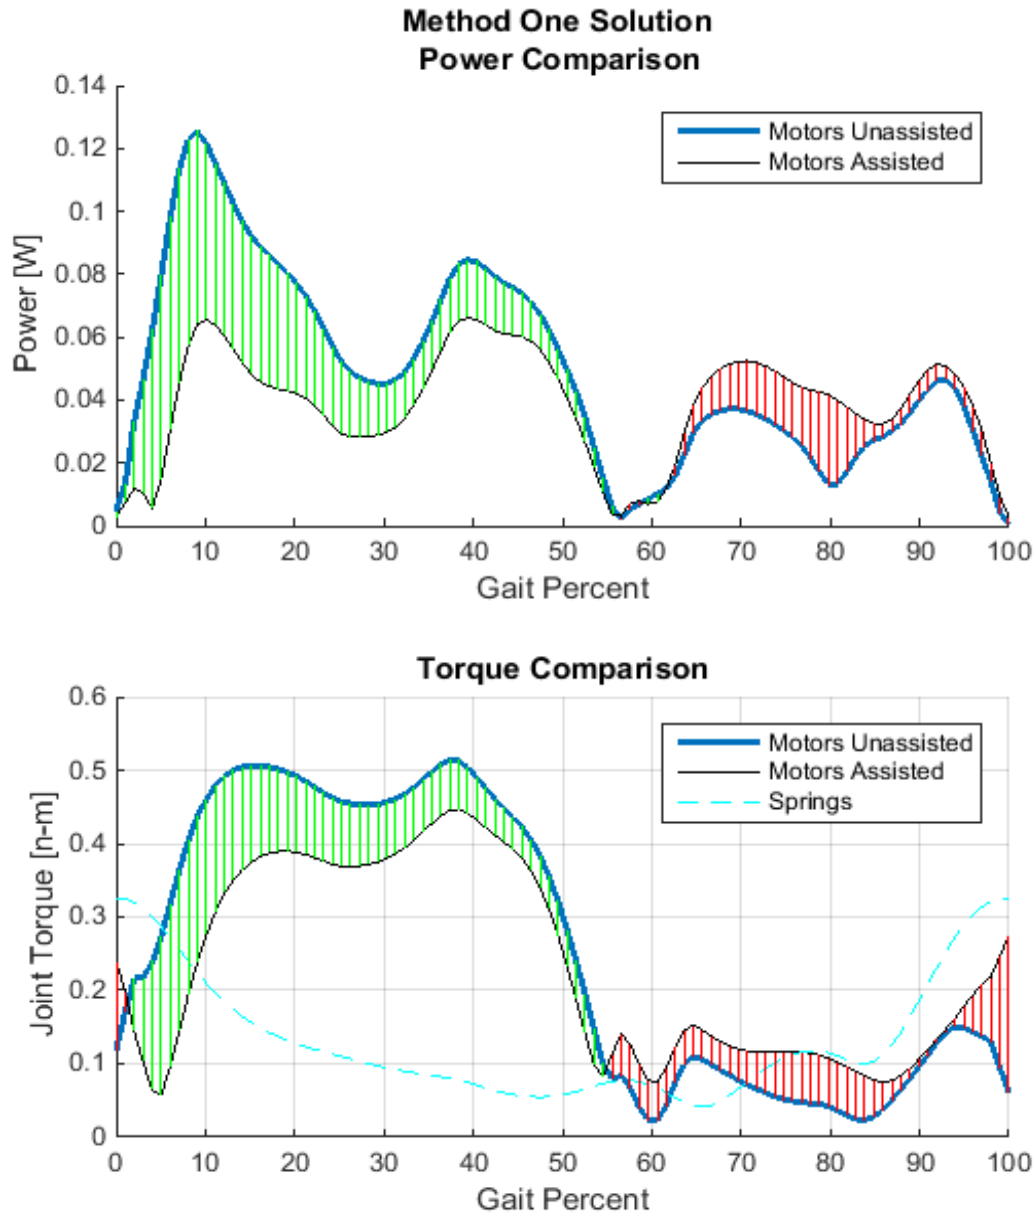 Method One Solution
Power Comparison
0.14
0.12
0.1
0.08
0.06
0.04
0.02
0
Power [W]
Motors Unassisted
Motors Assisted
0 10 20 30 40 50 60 70 80 90 100
Gait Percent
Torque Comparison
0.6
0.5
0.4
0.3
0.2
0.1
0
Joint Torque [n-m]
Motors Unassisted
Motors Assisted
Springs
0 10 20 30 40 50 60 70 80 90 100
Gait Percent